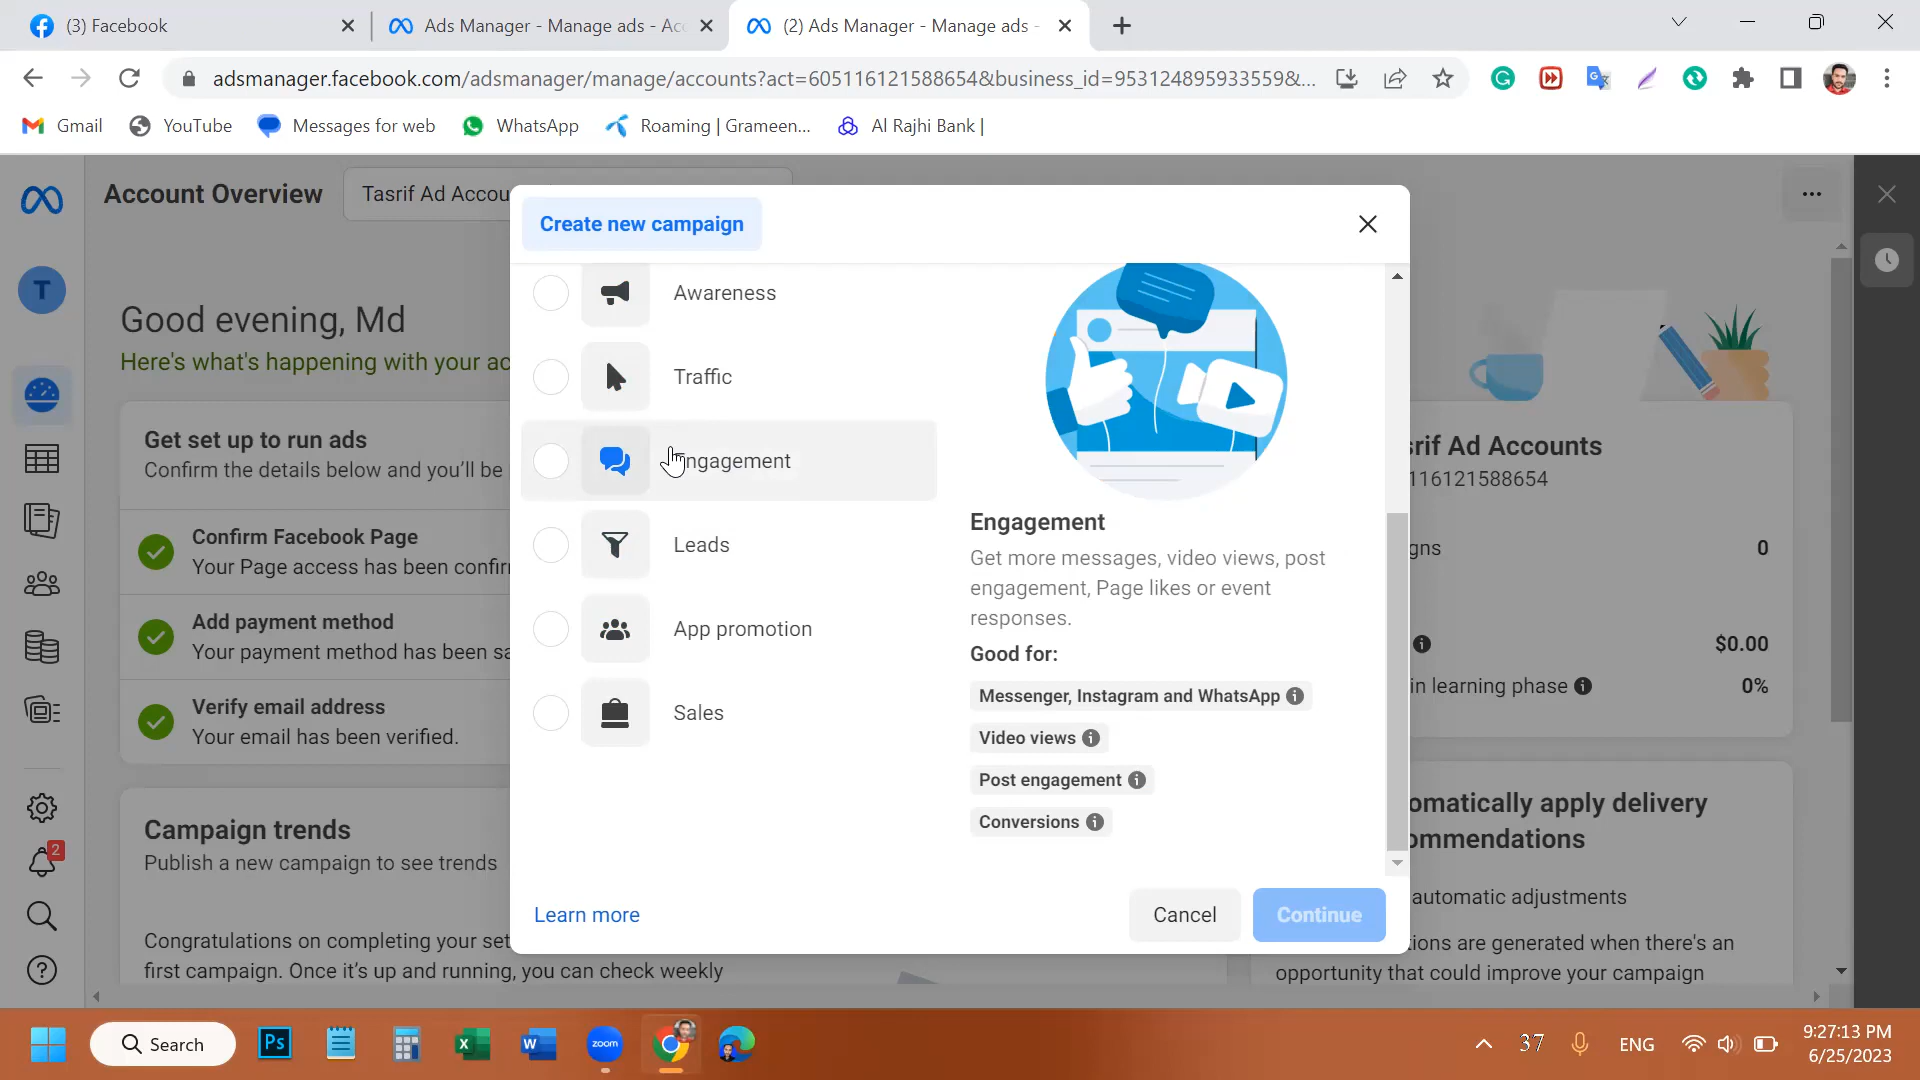 (3) Facebook
Ads Manager - Manage ads - Ac
(2) Ads Manager - Manage ads -
adsmanager.facebook.com/adsmanager/manage/accounts?act=605116121588654&business_id=953124895933559&...
Gmail
YouTube
Messages for web
WhatsApp
Roaming | Grameen...
Al Rajhi Bank |
Account Overview
Tasrif Ad Accou
Create new campaign
T
Good evening, Md
Here's what's happening with your ac
Get set up to run ads
Confirm the details below and you'll be
Confirm Facebook Page
Your Page access has been confir
Add payment method
Your payment method has been sa
Verify email address
Your email has been verified.
Campaign trends
Publish a new campaign to see trends
Congratulations on completing your set
first campaign. Once it's up and running, you can check weekly
2
Awareness
Traffic
Engagement
Leads
App promotion
Sales
Engagement
Get more messages, video views, post
engagement, Page likes or event
responses.
Good for:
Messenger, Instagram and WhatsApp
Video views
Post engagement
Conversions
Learn more
Cancel
Continue
srif Ad Accounts
116121588654
gns
0
$0.00
in learning phase
0%
omatically apply delivery
ommendations
automatic adjustments
tions are generated when there's an
opportunity that could improve your campaign
Search
Ps
X
W
zoom
37
ENG
9:27:13 PM
6/25/2023